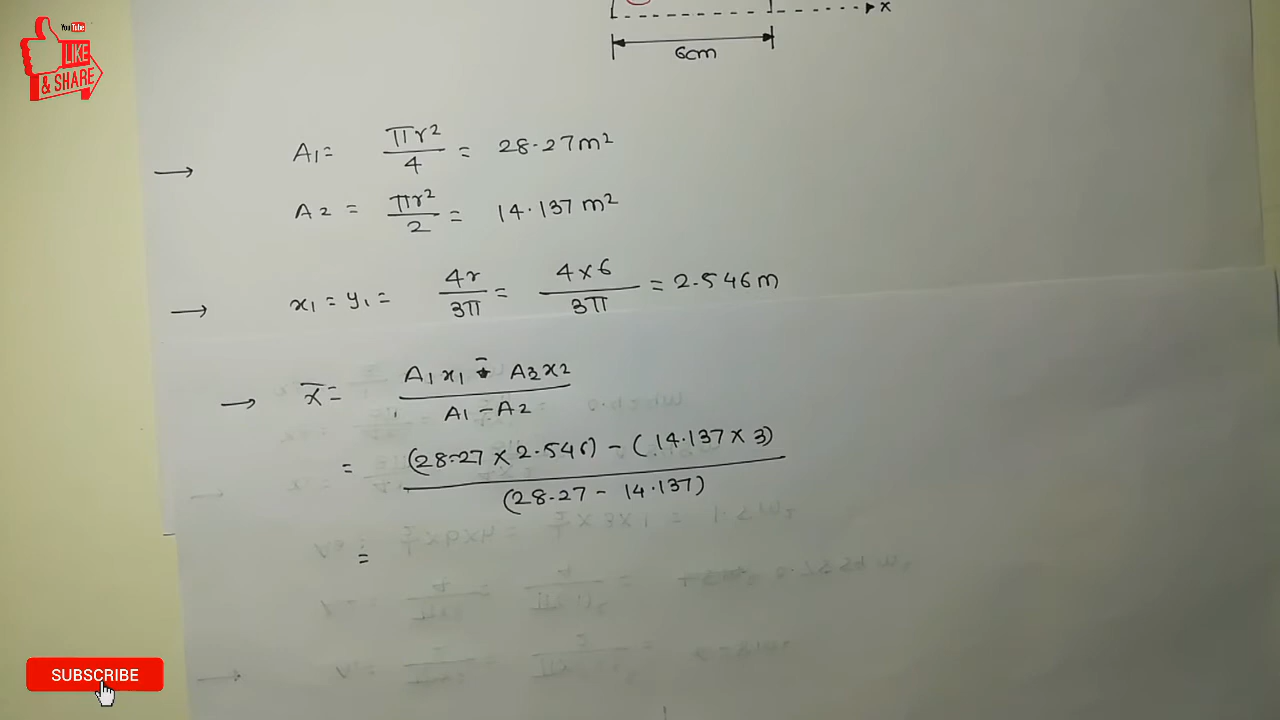 YouTube
LIKE
& SHARE
x
6cm
A1 = πr²/4 = 28.27 m²
A2 = πr²/2 = 14.137 m²
x1 = y1 = 4r/3π = 4×6/3π = 2.546 m
x̄ = A1x1 - A2x2 / A1 - A2
= (28.27 × 2.546) - (14.137 × 3) / (28.27 - 14.137)
=
SUBSCRIBE